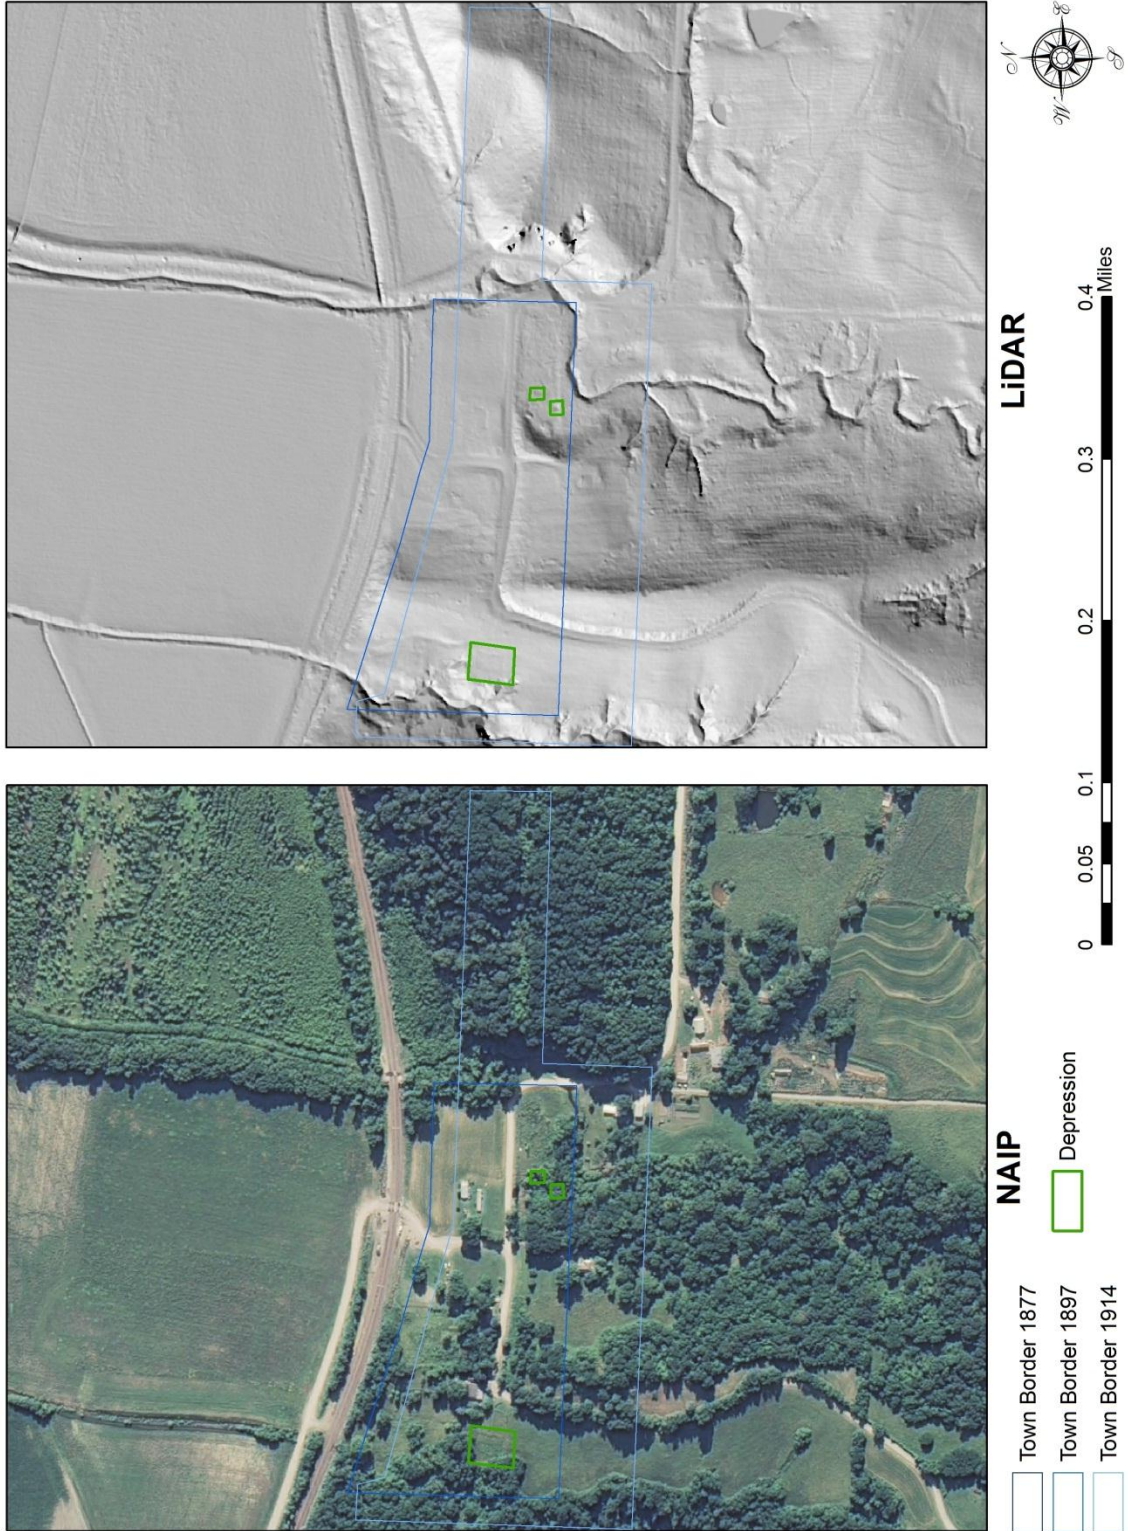 NAIP
LiDAR
N
W
E
S
Town Border 1877
Town Border 1897
Town Border 1914
Depression
0 0.05 0.1 0.2 0.3 0.4
Miles